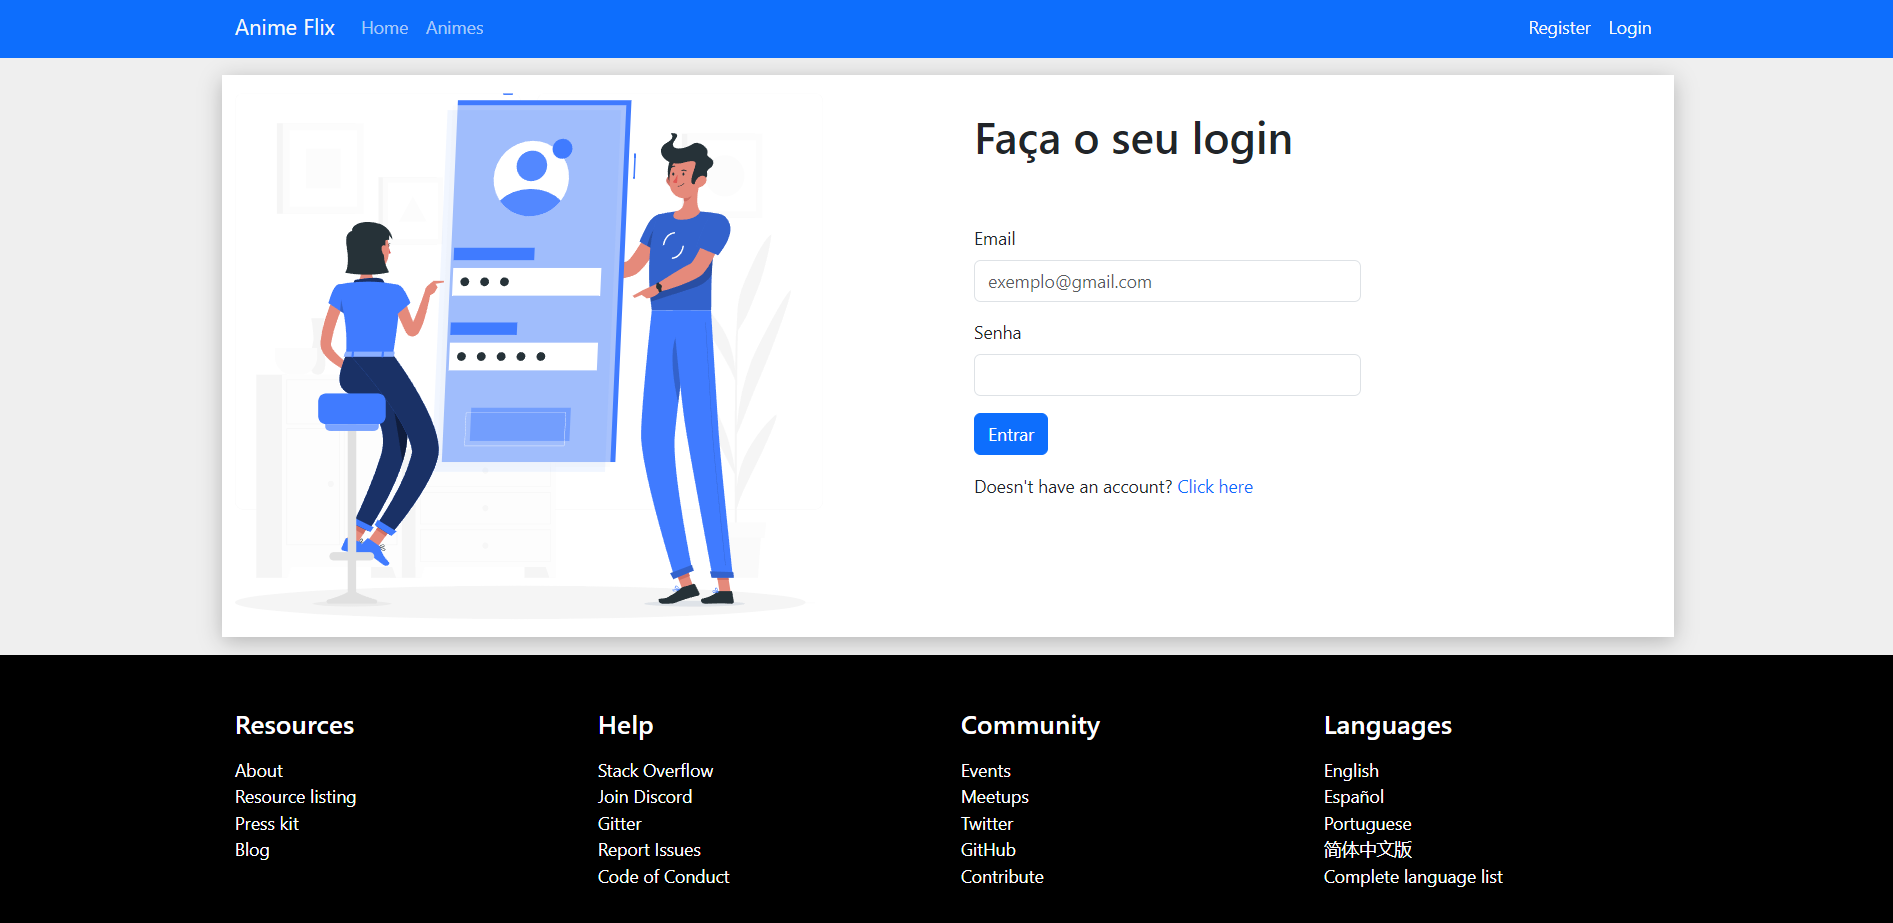 Anime Flix Home Animes Register Login
Faça o seu login
Email
exemplo@gmail.com
Senha
Entrar
Doesn't have an account? Click here
Resources
About
Resource listing
Press kit
Blog
Help
Stack Overflow
Join Discord
Gitter
Report Issues
Code of Conduct
Community
Events
Meetups
Twitter
GitHub
Contribute
Languages
English
Español
Portuguese
简体中文版
Complete language list